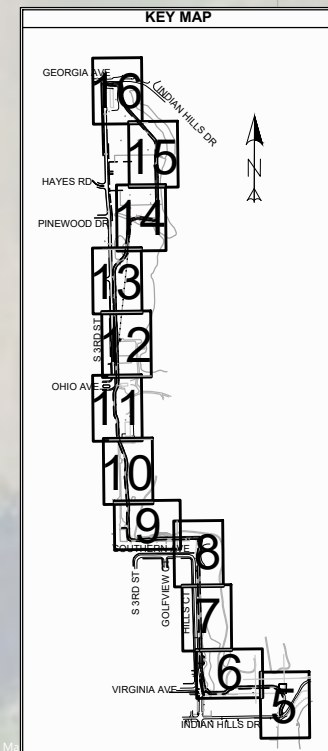 KEY MAP
GEORGIA AVE
INDIAN HILLS DR
16
15
N
HAYES RD
14
PINEWOOD DR
13
S 3RD ST
12
OHIO AVE
11
10
9
SOUTHERN AVE
8
S 3RD ST
GOLFVIEW
HILLS CT
7
6
VIRGINIA AVE
5
INDIAN HILLS DR
Ma